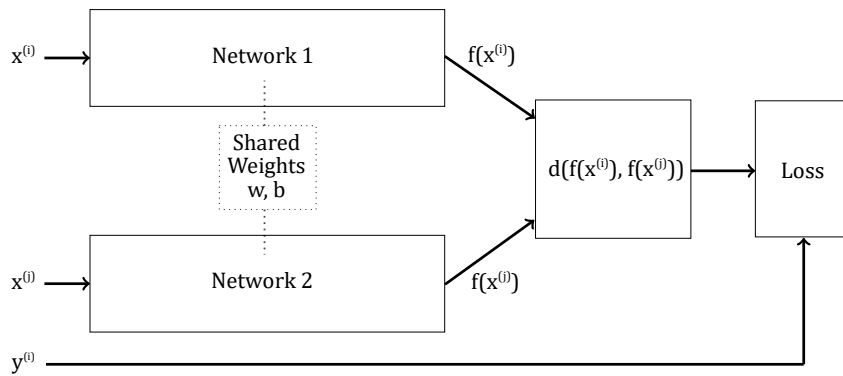 x⁽ⁱ⁾
Network 1
f(x⁽ⁱ⁾)
Shared
Weights
w, b
d(f(x⁽ⁱ⁾), f(x⁽ʲ⁾))
Loss
x⁽ʲ⁾
Network 2
f(x⁽ʲ⁾)
y⁽ⁱ⁾